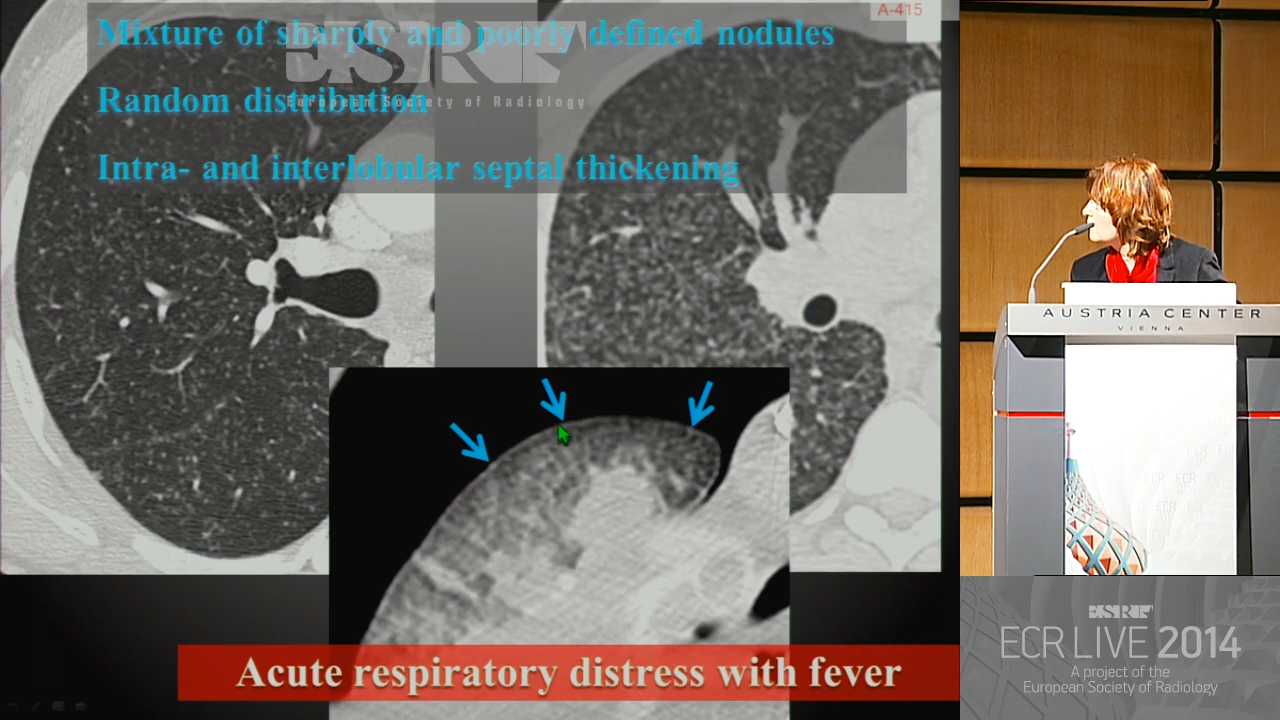 A-415
Mixture of sharply and poorly defined nodules
ESR
European Society of Radiology
Random distribution
Intra- and interlobular septal thickening
Acute respiratory distress with fever
AUSTRIA CENTER
VIENNA
ECR LIVE 2014
A project of the
European Society of Radiology